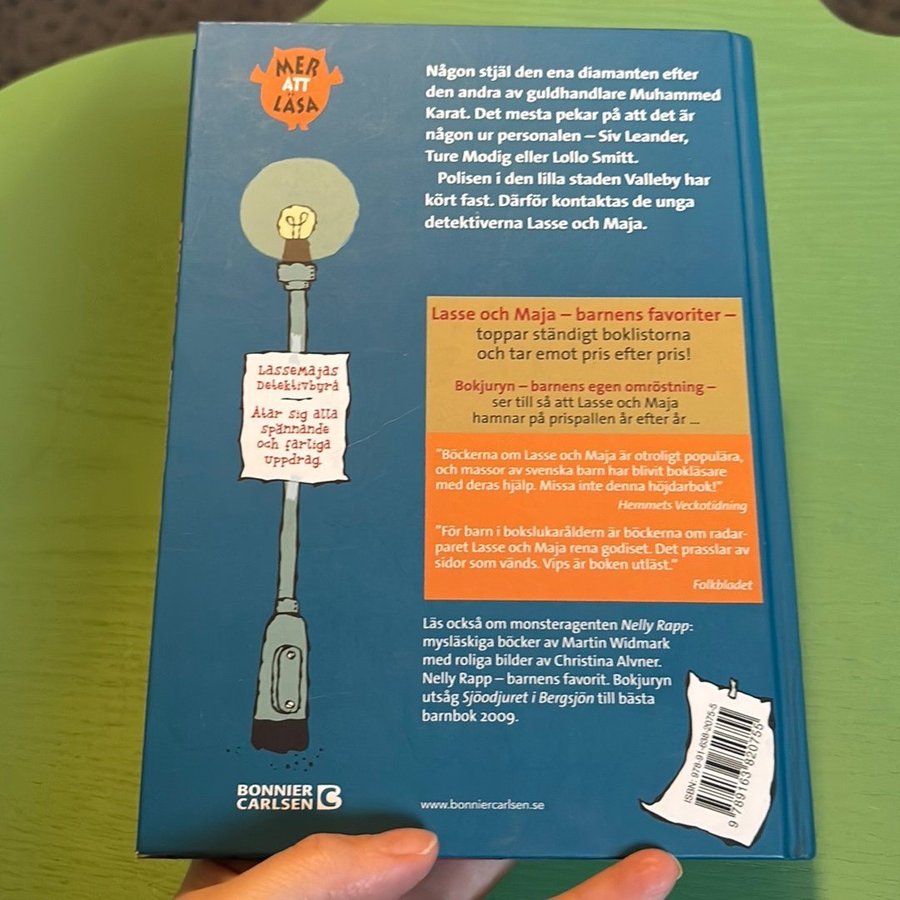 MER
ATT
LÄSA
Någon stjäl den ena diamanten efter
den andra av guldhandlare Muhammed
Karat. Det mesta pekar på att det är
någon ur personalen – Siv Leander,
Ture Modig eller Lollo Smitt.
Polisen i den lilla staden Valleby har
kört fast. Därför kontaktas de unga
detektiverna Lasse och Maja.
LasseMajas
Detektivbyrå
Åtar sig alla
spännande
och farliga
uppdrag.
Lasse och Maja – barnens favoriter –
toppar ständigt boklistorna
och tar emot pris efter pris!
Bokjuryn – barnens egen omröstning –
ser till så att Lasse och Maja
hamnar på prispallen år efter år ...
"Böckerna om Lasse och Maja är otroligt populära,
och massor av svenska barn har blivit bokläsare
med deras hjälp. Missa inte denna höjdarbok!"
Hemmets Veckotidning
"För barn i bokslukaråldern är böckerna om radar-
paret Lasse och Maja rena godiset. Det prasslar av
sidor som vänds. Vips är boken utläst."
Folkbladet
Läs också om monsteragenten Nelly Rapp:
mysläskiga böcker av Martin Widmark
med roliga bilder av Christina Alvner.
Nelly Rapp – barnens favorit. Bokjuryn
utsåg Sjöodjuret i Bergsjön till bästa
barnbok 2009.
ISBN: 978-91-638-2075-5
9 789163 820755
BONNIER
CARLSEN
www.bonniercarlsen.se